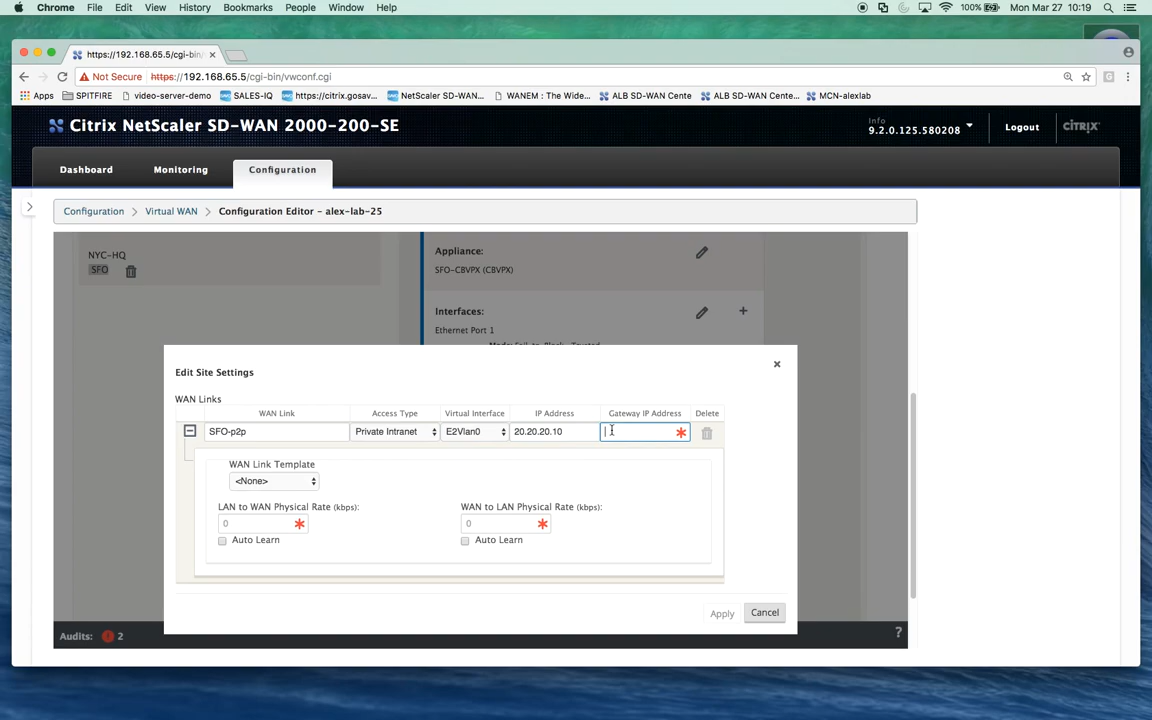 Chrome File Edit View History Bookmarks People Window Help 100% Mon Mar 27 10:19
https://192.168.65.5/cgi-bin/
Not Secure https://192.168.65.5/cgi-bin/vwconf.cgi
Apps SPITFIRE video-server-demo SALES-IQ https://citrix.gosav... NetScaler SD-WAN... WANEM : The Wide... ALB SD-WAN Cente ALB SD-WAN Cente... MCN-alexlab
Citrix NetScaler SD-WAN 2000-200-SE
Info
9.2.0.125.580208
Logout
CITRIX
Dashboard Monitoring Configuration
Configuration > Virtual WAN > Configuration Editor – alex-lab-25
NYC-HQ
SFO
Appliance:
SFO-CBVPX (CBVPX)
Interfaces:
Ethernet Port 1
Mode: Fail-to-Block, Trusted
Edit Site Settings
WAN Links
WAN Link Access Type Virtual Interface IP Address Gateway IP Address Delete
SFO-p2p Private Intranet E2Vlan0 20.20.20.10
WAN Link Template
<None>
LAN to WAN Physical Rate (kbps): WAN to LAN Physical Rate (kbps):
0 0
Auto Learn Auto Learn
Apply Cancel
Audits: 2 ?